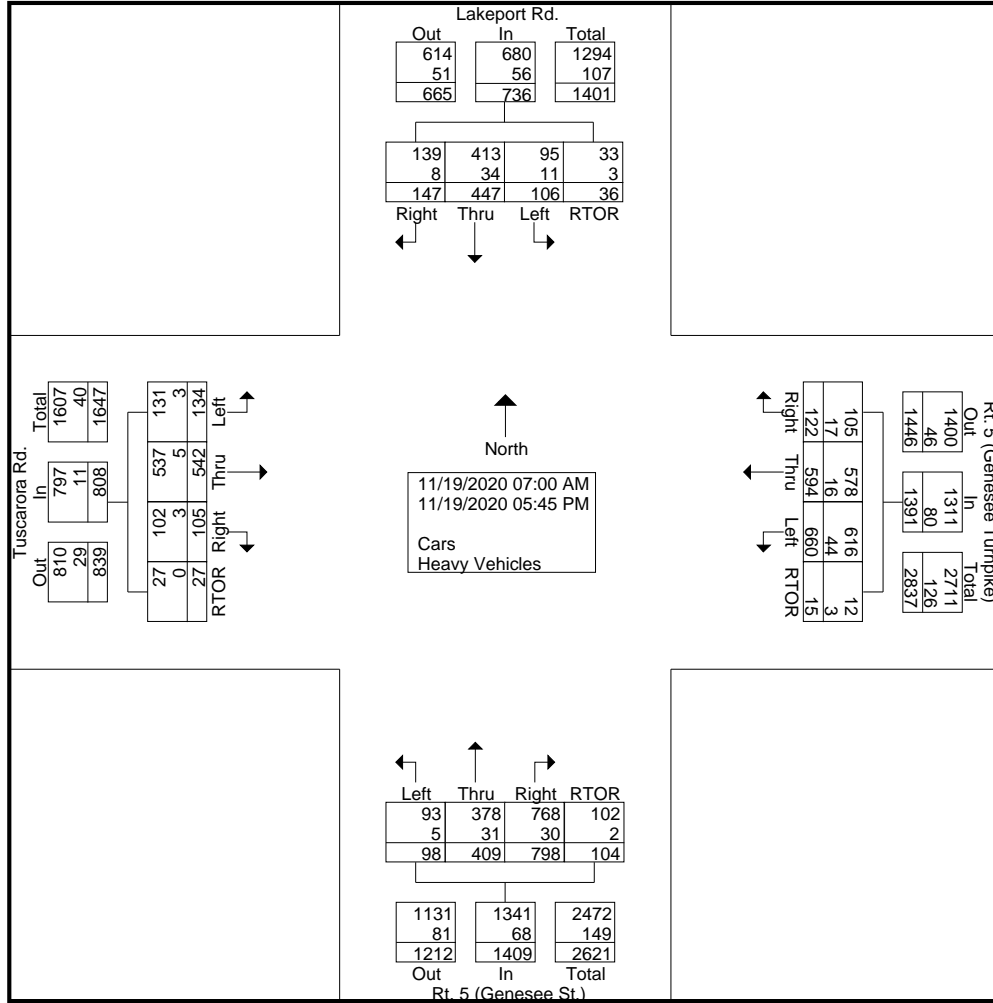 Lakeport Rd.
Out In Total
614 680 1294
51 56 107
665 736 1401
139 413 95 33
8 34 11 3
147 447 106 36
Right Thru Left RTOR
Tuscarora Rd.
Total In Out
1607 797 810
40 11 29
1647 808 839
131 537 102 27
3 5 3 0
134 542 105 27
Left Thru Right RTOR
North
11/19/2020 07:00 AM
11/19/2020 05:45 PM
Cars
Heavy Vehicles
Rt. 5 (Genesee Turnpike)
Out In Total
1400 1311 2711
46 80 126
1446 1391 2837
105 578 616 12
17 16 44 3
122 594 660 15
Right Thru Left RTOR
Left Thru Right RTOR
93 378 768 102
5 31 30 2
98 409 798 104
1131 1341 2472
81 68 149
1212 1409 2621
Out In Total
Rt. 5 (Genesee St.)